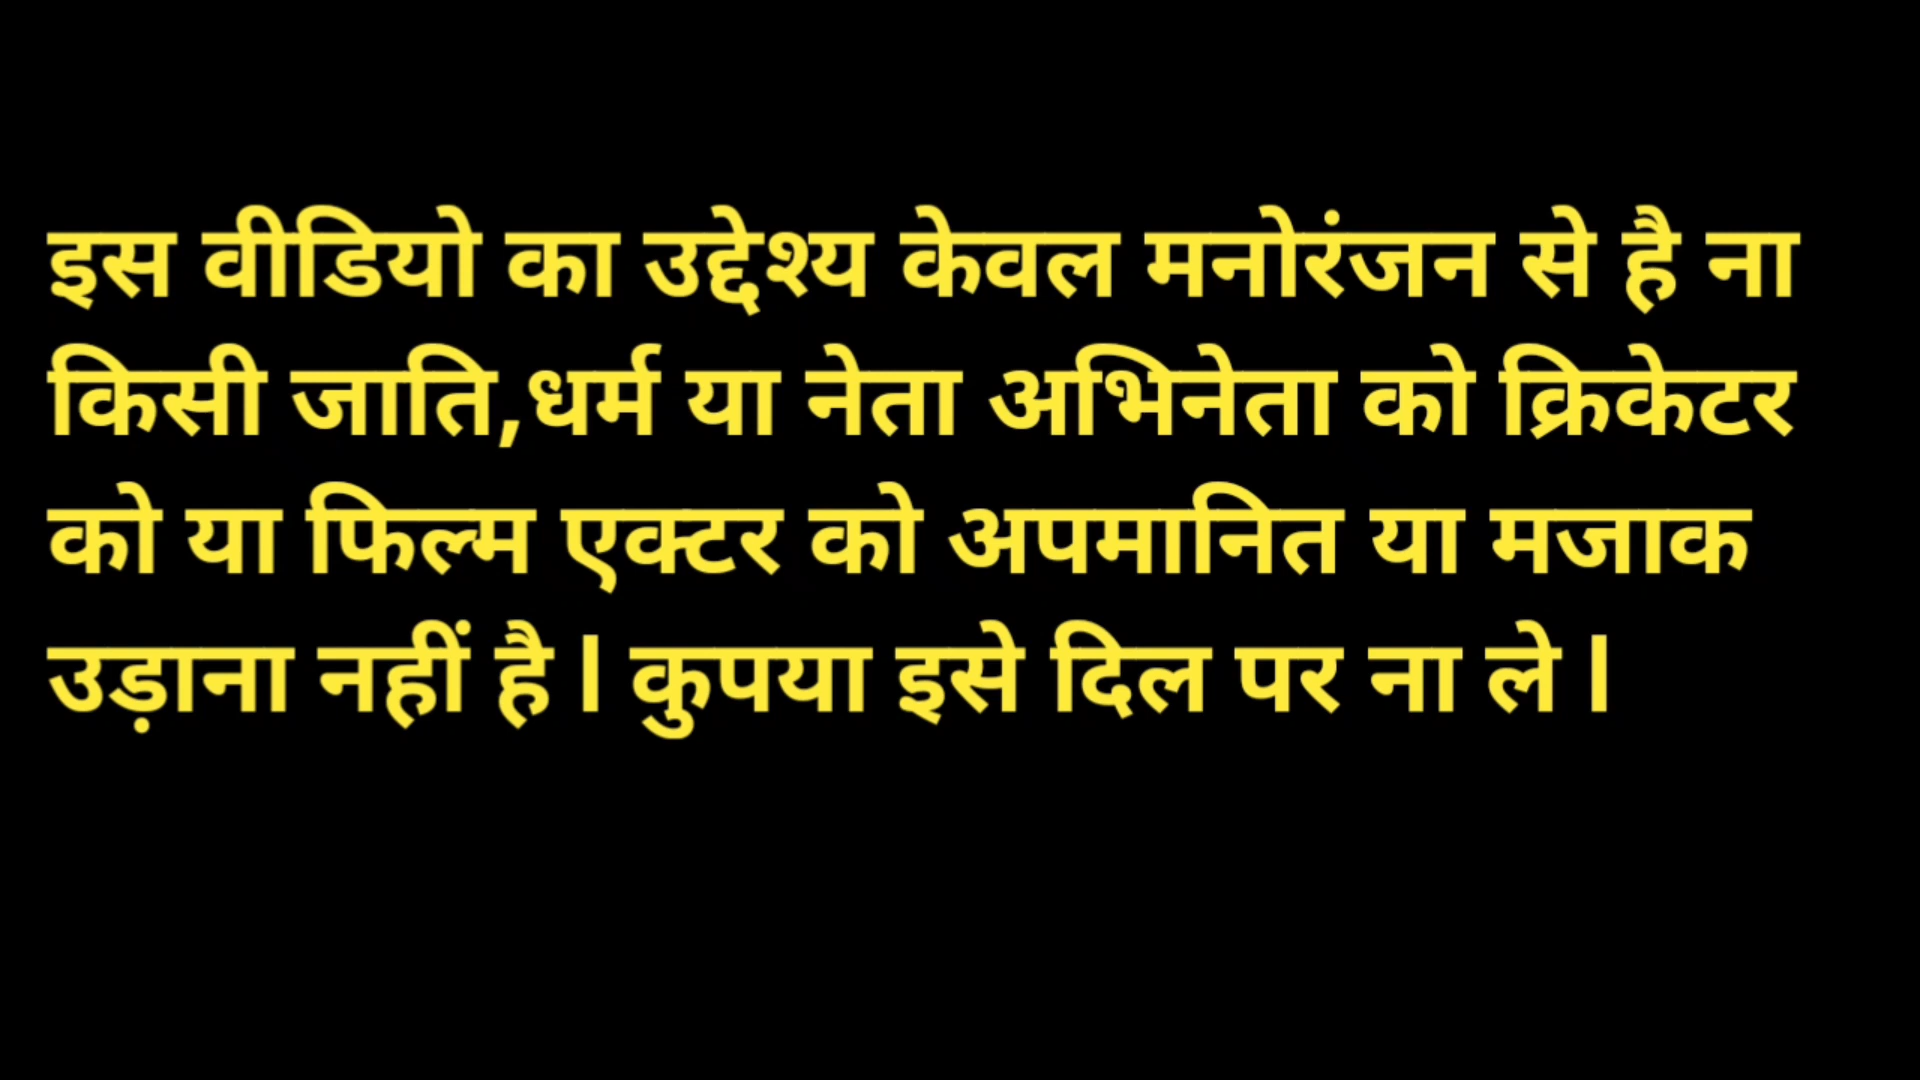 इस वीडियो का उद्देश्य केवल मनोरंजन से है ना
किसी जाति,धर्म या नेता अभिनेता को क्रिकेटर
को या फिल्म एक्टर को अपमानित या मजाक
उड़ाना नहीं है l कुपया इसे दिल पर ना ले l